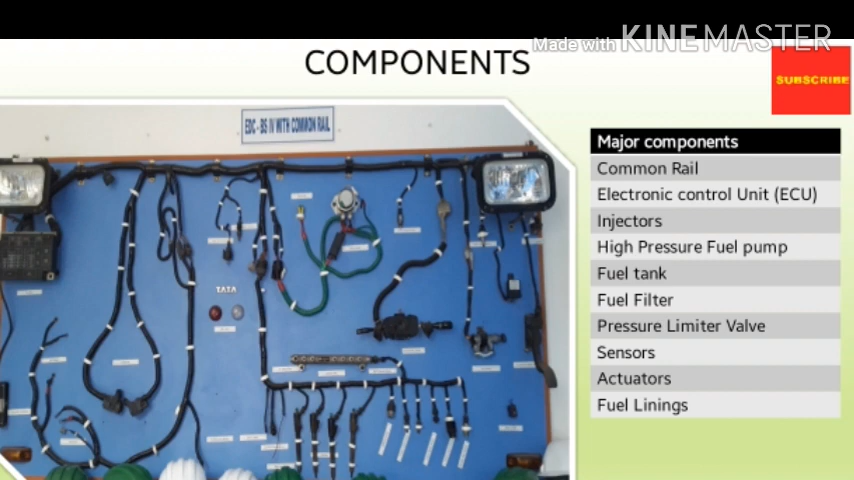 Made with KINEMASTER
COMPONENTS
SUBSCRIBE
EDC - BS IV WITH COMMON RAIL
TATA
Major components
Common Rail
Electronic control Unit (ECU)
Injectors
High Pressure Fuel pump
Fuel tank
Fuel Filter
Pressure Limiter Valve
Sensors
Actuators
Fuel Linings